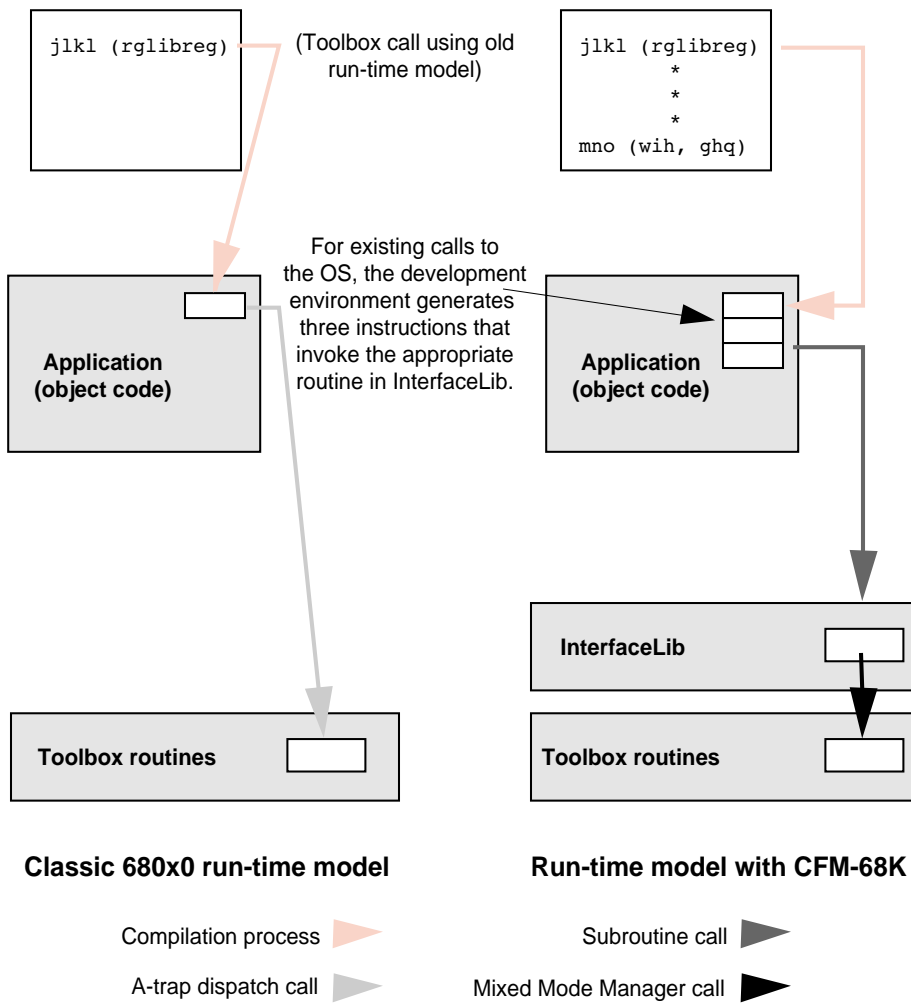 jlkl (rglibreg)
(Toolbox call using old
run-time model)
jlkl (rglibreg)
*
*
*
mno (wih, ghq)
For existing calls to
the OS, the development
environment generates
three instructions that
invoke the appropriate
routine in InterfaceLib.
Application
(object code)
Application
(object code)
InterfaceLib
Toolbox routines
Toolbox routines
Classic 680x0 run-time model
Run-time model with CFM-68K
Compilation process
Subroutine call
A-trap dispatch call
Mixed Mode Manager call